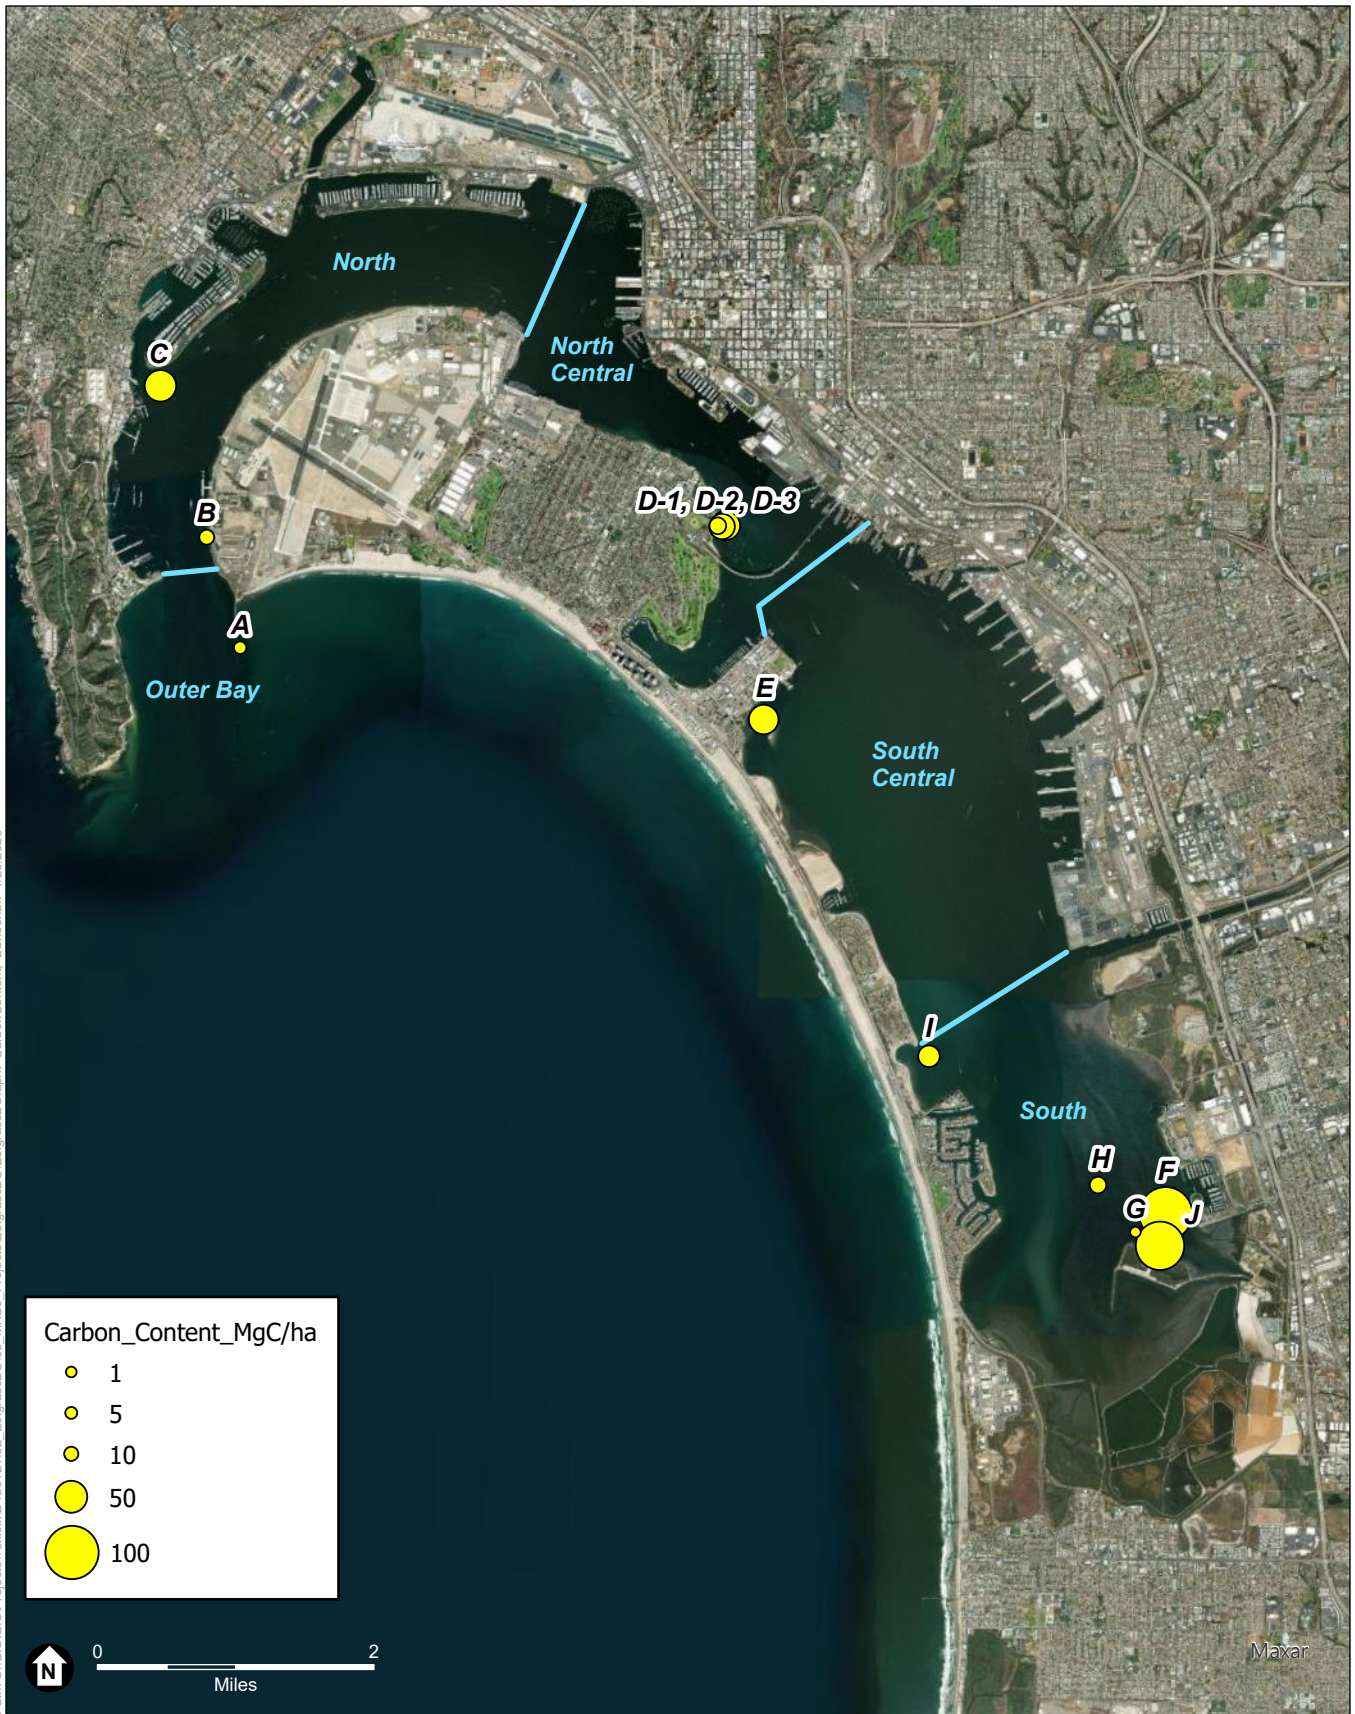 North
North
Central
C
D-1, D-2, D-3
B
A
Outer Bay
E
South
Central
I
South
H
F
G
J
Carbon_Content_MgC/ha
1
5
10
50
100
N
0 2
Miles
Maxar